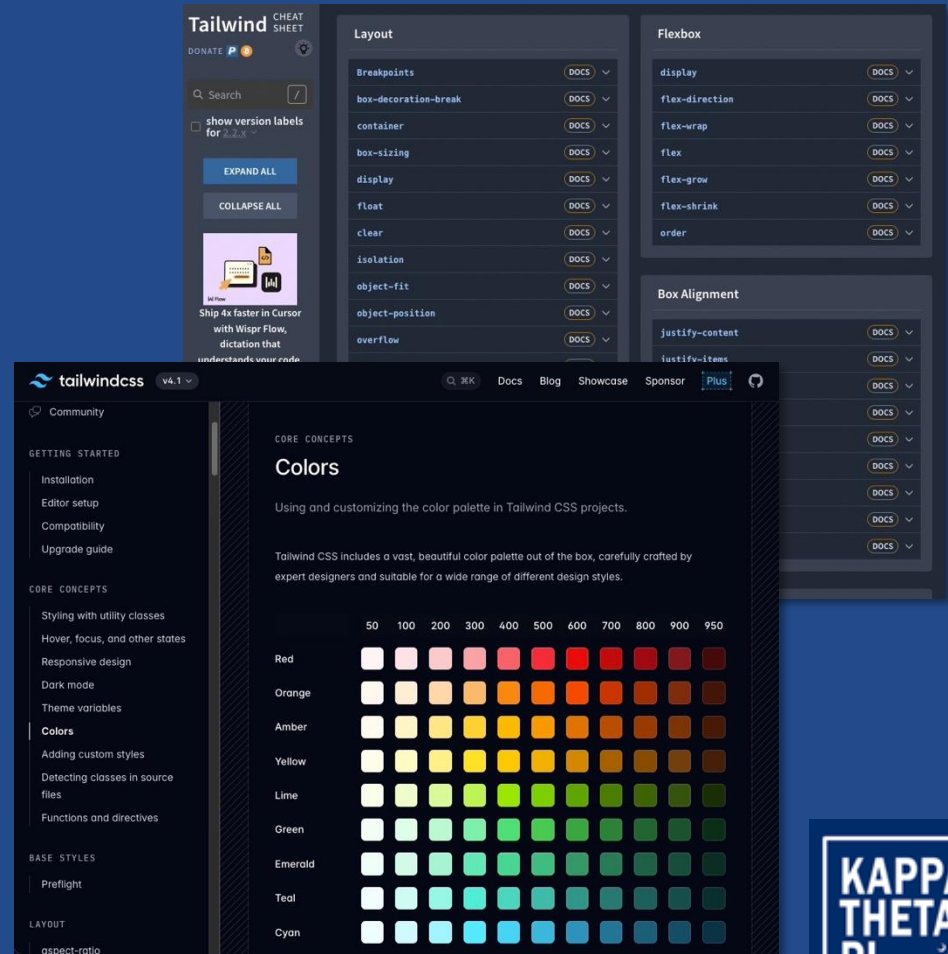 Tailwind CHEAT SHEET
DONATE
Search /
show version labels
for 2.2.x
EXPAND ALL
COLLAPSE ALL
Wispr Flow
Ship 4x faster in Cursor
with Wispr Flow,
dictation that
understands your code
Layout
Breakpoints DOCS
box-decoration-break DOCS
container DOCS
box-sizing DOCS
display DOCS
float DOCS
clear DOCS
isolation DOCS
object-fit DOCS
object-position DOCS
overflow DOCS
Flexbox
display DOCS
flex-direction DOCS
flex-wrap DOCS
flex DOCS
flex-grow DOCS
flex-shrink DOCS
order DOCS
Box Alignment
justify-content DOCS
justify-items DOCS
DOCS
DOCS
DOCS
DOCS
DOCS
DOCS
DOCS
tailwindcss v4.1 ⌘K Docs Blog Showcase Sponsor Plus
Community
GETTING STARTED
Installation
Editor setup
Compatibility
Upgrade guide
CORE CONCEPTS
Styling with utility classes
Hover, focus, and other states
Responsive design
Dark mode
Theme variables
Colors
Adding custom styles
Detecting classes in source
files
Functions and directives
BASE STYLES
Preflight
LAYOUT
aspect-ratio
CORE CONCEPTS
Colors
Using and customizing the color palette in Tailwind CSS projects.
Tailwind CSS includes a vast, beautiful color palette out of the box, carefully crafted by
expert designers and suitable for a wide range of different design styles.
50 100 200 300 400 500 600 700 800 900 950
Red
Orange
Amber
Yellow
Lime
Green
Emerald
Teal
Cyan
KAPPA
THETA
PI